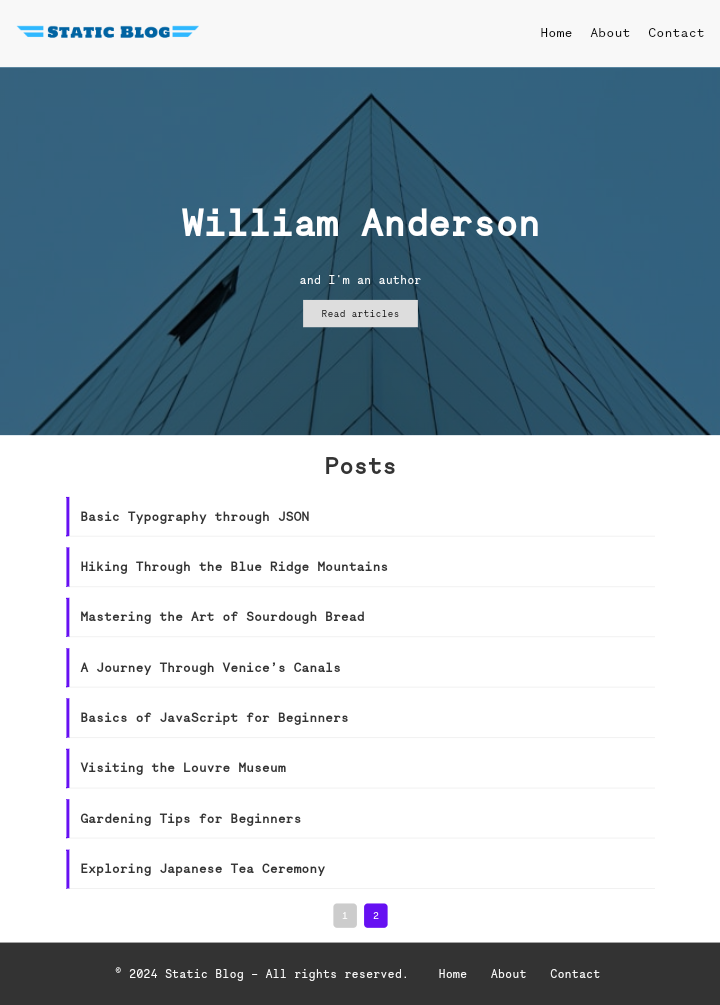 Static Blog
Home About Contact
William Anderson
and I'm an author
Read articles
Posts
Basic Typography through JSON
Hiking Through the Blue Ridge Mountains
Mastering the Art of Sourdough Bread
A Journey Through Venice’s Canals
Basics of JavaScript for Beginners
Visiting the Louvre Museum
Gardening Tips for Beginners
Exploring Japanese Tea Ceremony
1 2
© 2024 Static Blog – All rights reserved. Home About Contact